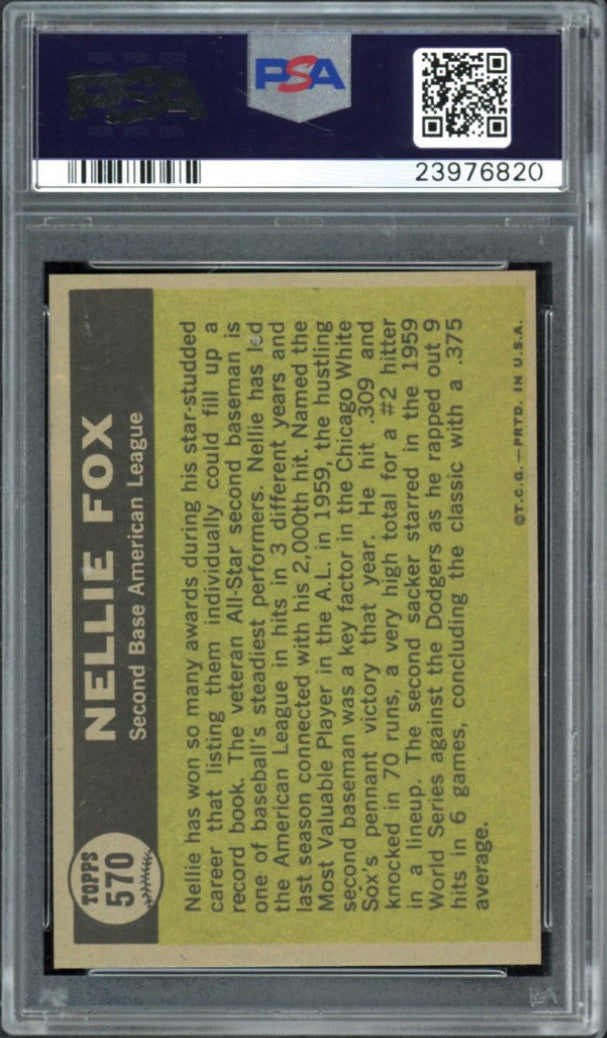 PSA
PSA
23976820
TOPPS
570
NELLIE FOX
Second Base American League
Nellie has won so many awards during his star-studded
career that listing them individually could fill up a
record book. The veteran All-Star second baseman is
one of baseball's steadiest performers. Nellie has led
the American League in hits in 3 different years and
last season connected with his 2,000th hit. Named the
Most Valuable Player in the A.L. in 1959, the hustling
second baseman was a key factor in the Chicago White
Sox's pennant victory that year. He hit .309 and
knocked in 70 runs, a very high total for a #2 hitter
in a lineup. The second sacker starred in the 1959
World Series against the Dodgers as he rapped out 9
hits in 6 games, concluding the classic with a .375
average.
©T.C.G.—PRTD. IN U.S.A.